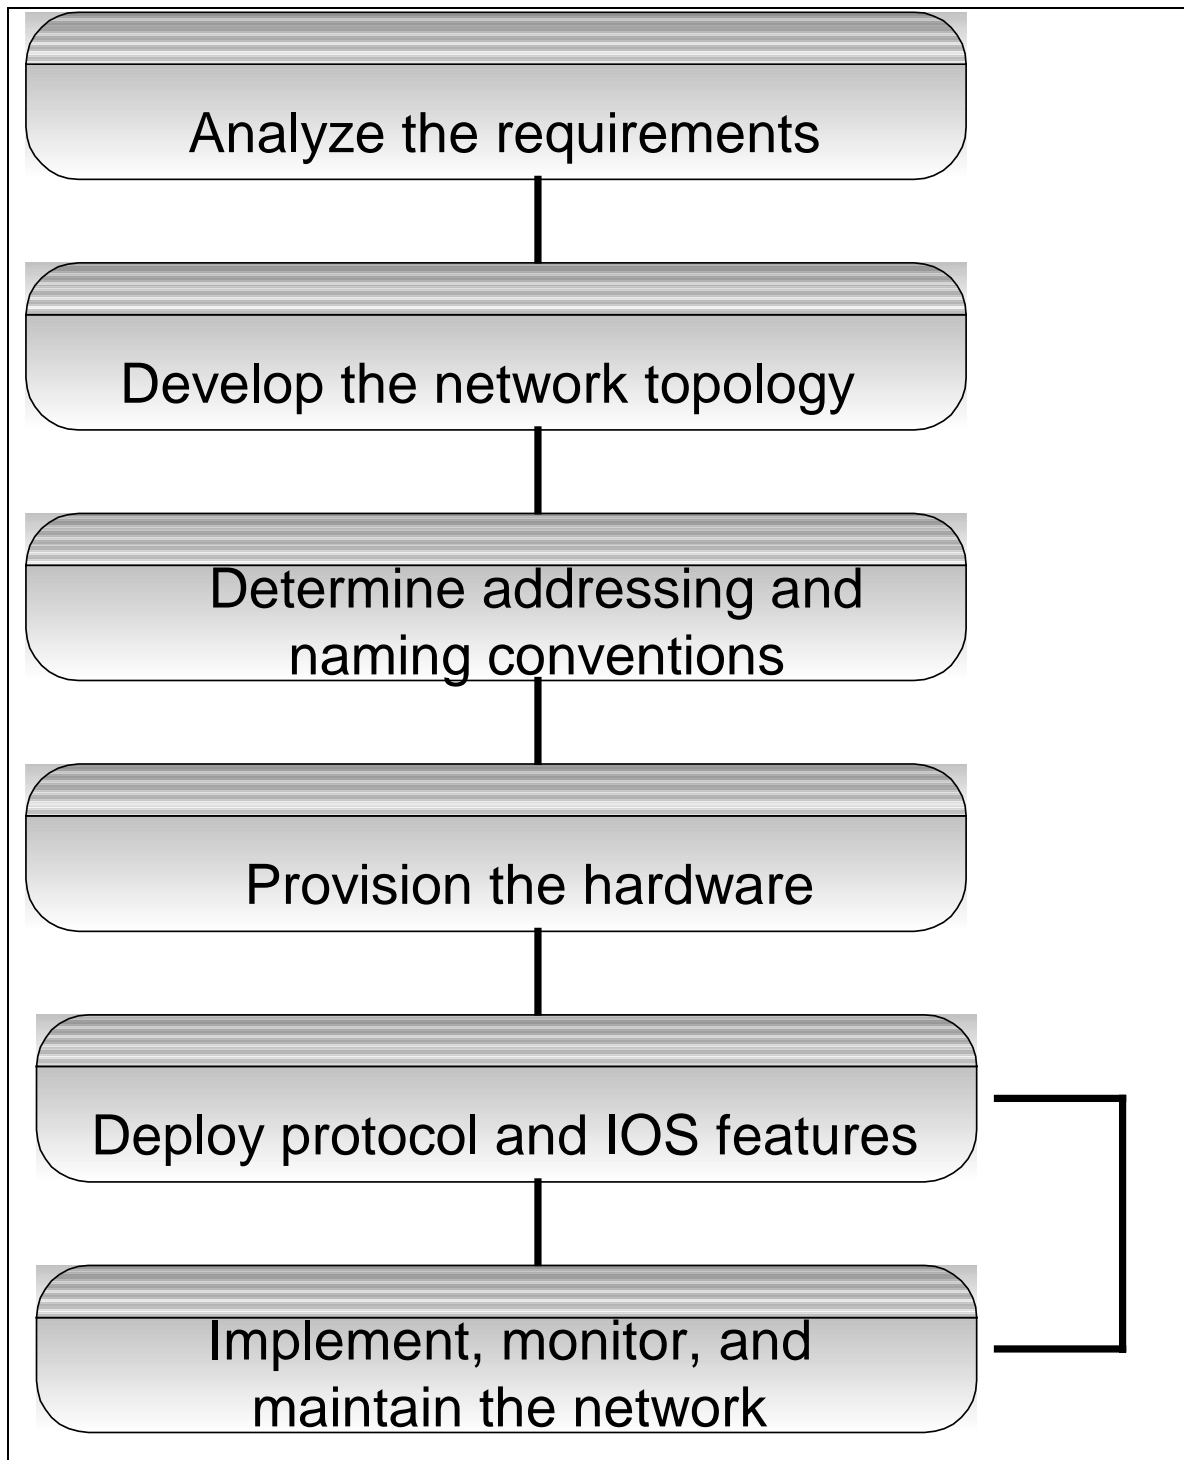 Analyze the requirements
Develop the network topology
Determine addressing and
naming conventions
Provision the hardware
Deploy protocol and IOS features
Implement, monitor, and
maintain the network